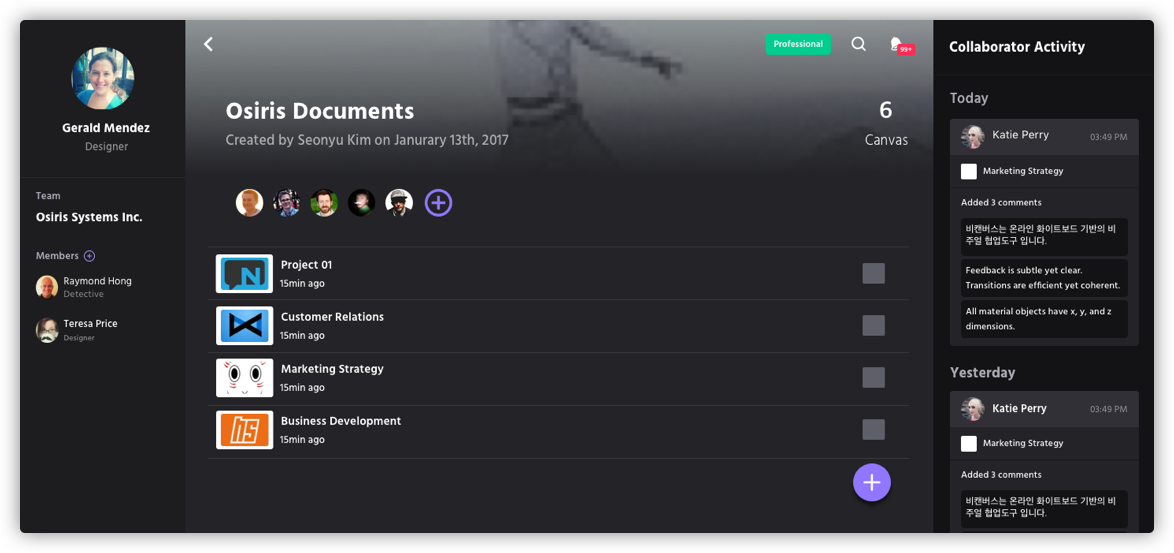 Gerald Mendez
Designer
Team
Osiris Systems Inc.
Members
Raymond Hong
Detective
Teresa Price
Designer
Professional
99+
Osiris Documents
Created by Seonyu Kim on Janurary 13th, 2017
6
Canvas
N
Project 01
15min ago
Customer Relations
15min ago
Marketing Strategy
15min ago
Business Development
15min ago
Collaborator Activity
Today
Katie Perry
03:49 PM
Marketing Strategy
Added 3 comments
비캔버스는 온라인 화이트보드 기반의 비
주얼 협업도구 입니다.
Feedback is subtle yet clear.
Transitions are efficient yet coherent.
All material objects have x, y, and z
dimensions.
Yesterday
Katie Perry
03:49 PM
Marketing Strategy
Added 3 comments
비캔버스는 온라인 화이트보드 기반의 비
주얼 협업도구 입니다.